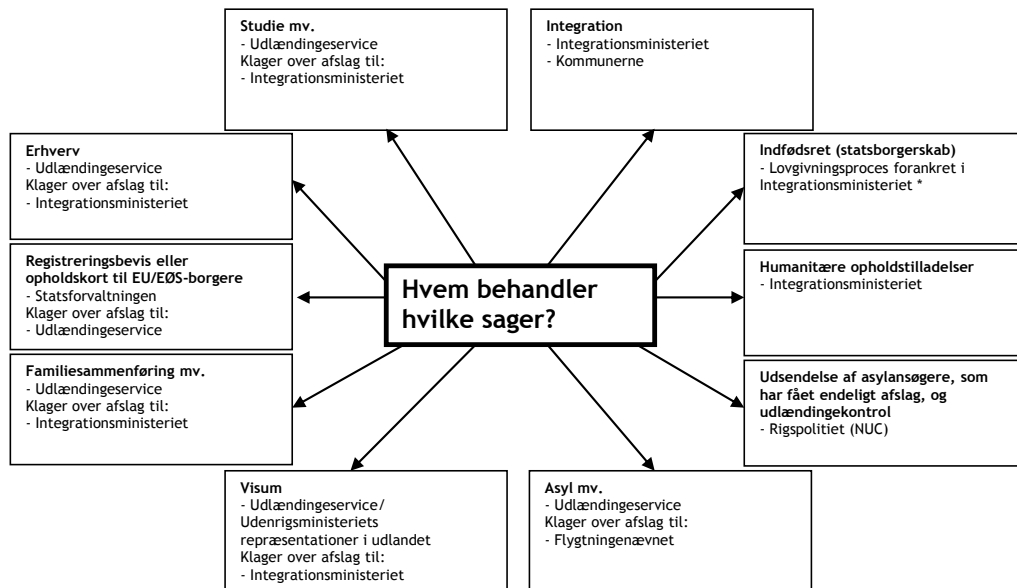 Studie mv.
- Udlændingeservice
Klager over afslag til:
- Integrationsministeriet
Integration
- Integrationsministeriet
- Kommunerne
Erhverv
- Udlændingeservice
Klager over afslag til:
- Integrationsministeriet
Indfødsret (statsborgerskab)
- Lovgivningsproces forankret i
Integrationsministeriet *
Registreringsbevis eller
opholdskort til EU/EØS-borgere
- Statsforvaltningen
Klager over afslag til:
- Udlændingeservice
Hvem behandler
hvilke sager?
Humanitære opholdstilladelser
- Integrationsministeriet
Familiesammenføring mv.
- Udlændingeservice
Klager over afslag til:
- Integrationsministeriet
Udsendelse af asylansøgere, som
har fået endeligt afslag, og
udlændingekontrol
- Rigspolitiet (NUC)
Visum
- Udlændingeservice/
Udenrigsministeriets
repræsentationer i udlandet
Klager over afslag til:
- Integrationsministeriet
Asyl mv.
- Udlændingeservice
Klager over afslag til:
- Flygtningenævnet